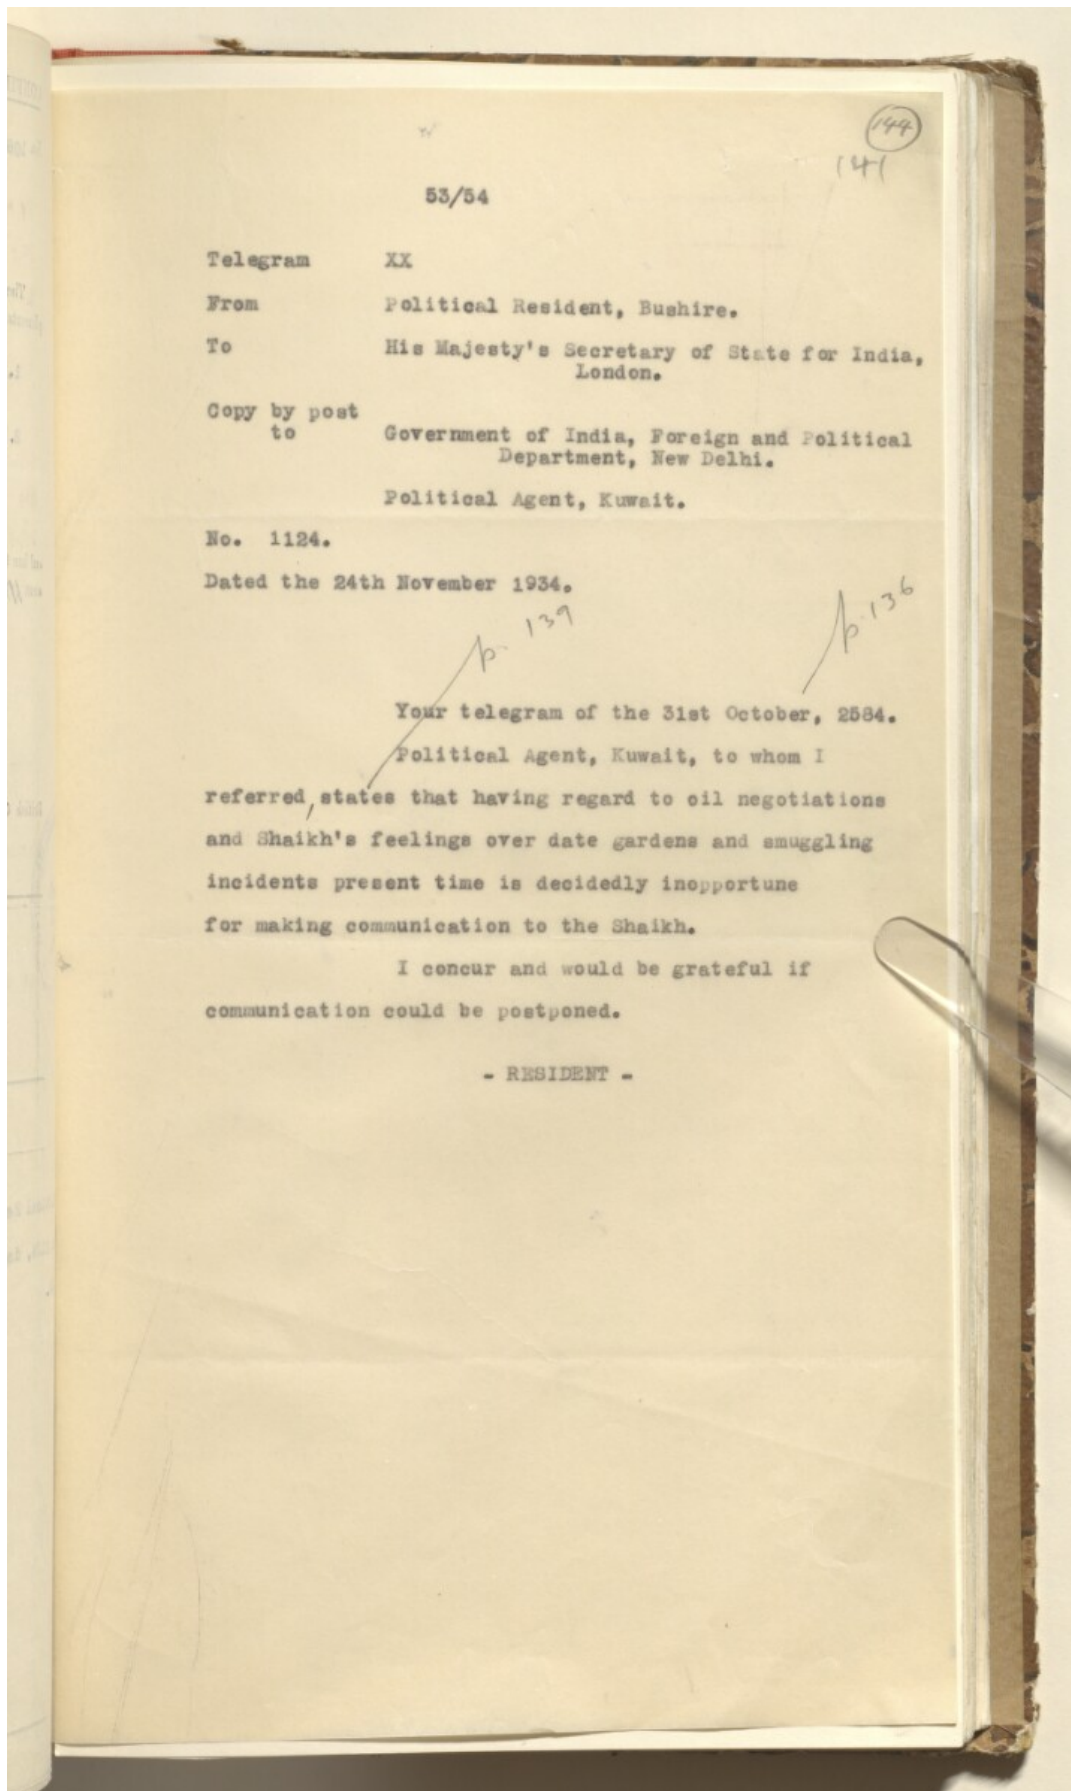 144
141
53/54
Telegram XX
From Political Resident, Bushire.
To His Majesty's Secretary of State for India,
London.
Copy by post
to Government of India, Foreign and Political
Department, New Delhi.
Political Agent, Kuwait.
No. 1124.
Dated the 24th November 1934.
p. 139
p. 136
Your telegram of the 31st October, 2584.
Political Agent, Kuwait, to whom I
referred, states that having regard to oil negotiations
and Shaikh's feelings over date gardens and smuggling
incidents present time is decidedly inopportune
for making communication to the Shaikh.
I concur and would be grateful if
communication could be postponed.
- RESIDENT -